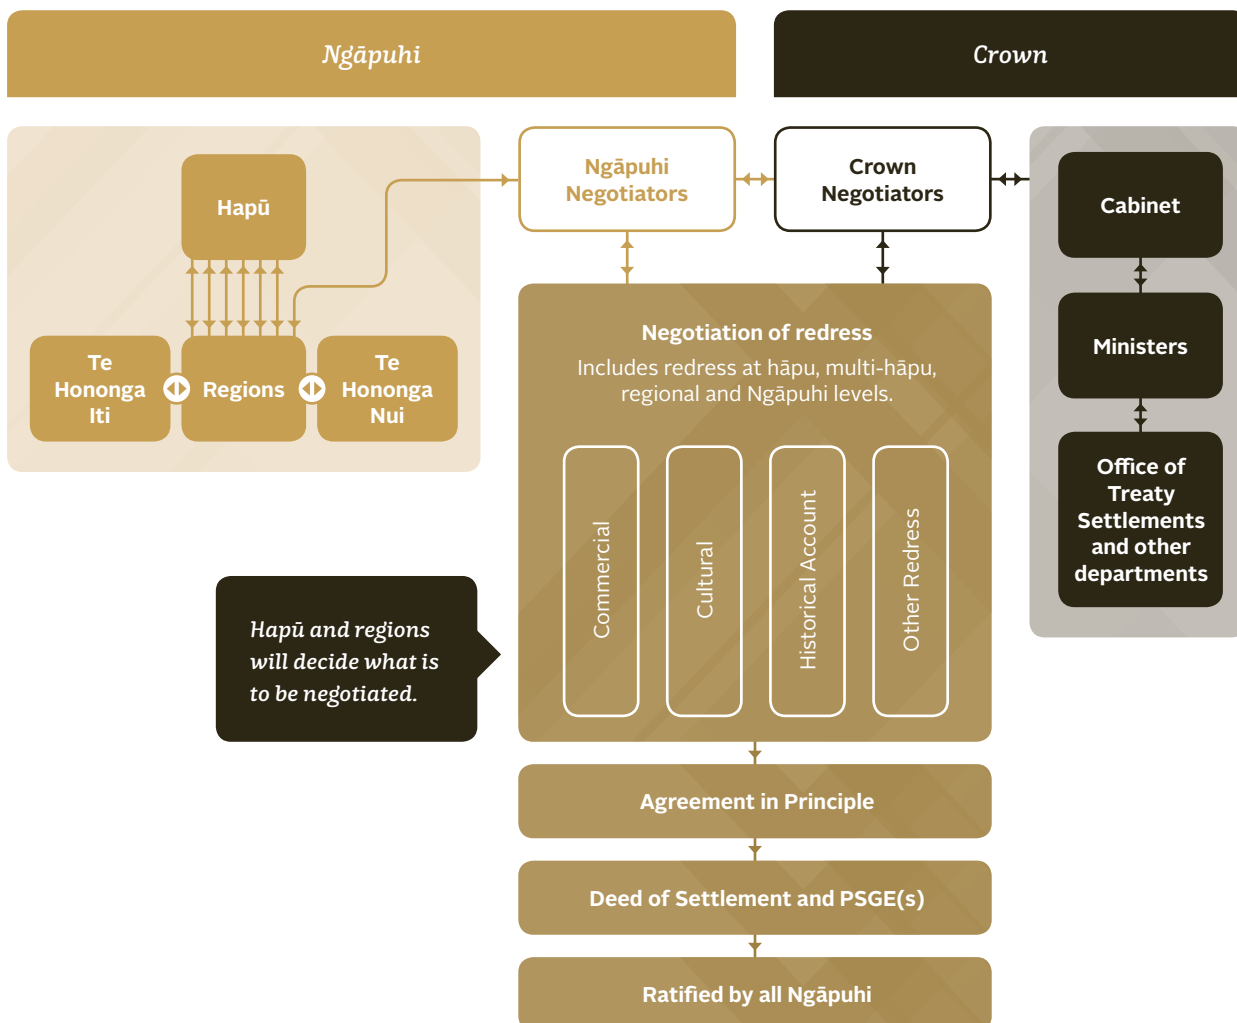 Ngāpuhi
Crown
Hapū
Te
Hononga
Iti
Regions
Te
Hononga
Nui
Ngāpuhi
Negotiators
Crown
Negotiators
Cabinet
Ministers
Office of
Treaty
Settlements
and other
departments
Negotiation of redress
Includes redress at hāpu, multi-hāpu,
regional and Ngāpuhi levels.
Commercial
Cultural
Historical Account
Other Redress
Hapū and regions
will decide what is
to be negotiated.
Agreement in Principle
Deed of Settlement and PSGE(s)
Ratified by all Ngāpuhi